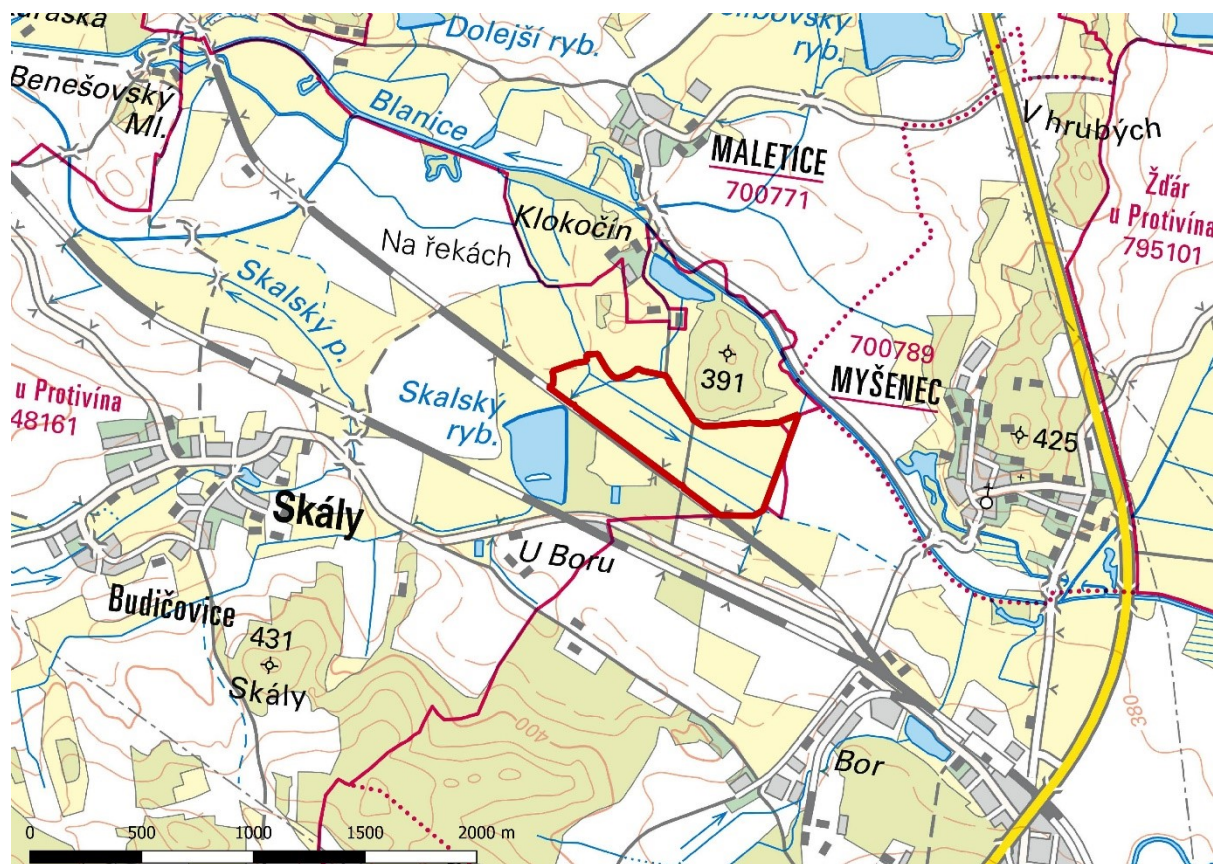 Dolejší ryb.
ryb.
Benešovský
Ml.
Blanice
V hrubých
MALETICE
700771
Žďár
u Protivína
795101
Klokočín
Na řekách
Skalský p.
700789
MYŠENEC
391
u Protivína
48161
Skalský
ryb.
425
Skály
U Boru
Budičovice
431
Skály
400
380
Bor
0 500 1000 1500 2000 m